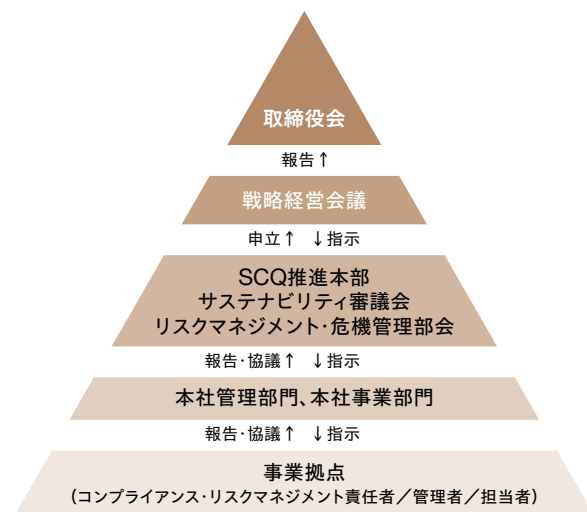 取締役会
報告↑
戦略経営会議
申立↑ ↓指示
SCQ推進本部
サステナビリティ審議会
リスクマネジメント・危機管理部会
報告・協議↑ ↓指示
本社管理部門、本社事業部門
報告・協議↑ ↓指示
事業拠点
(コンプライアンス・リスクマネジメント責任者／管理者／担当者)